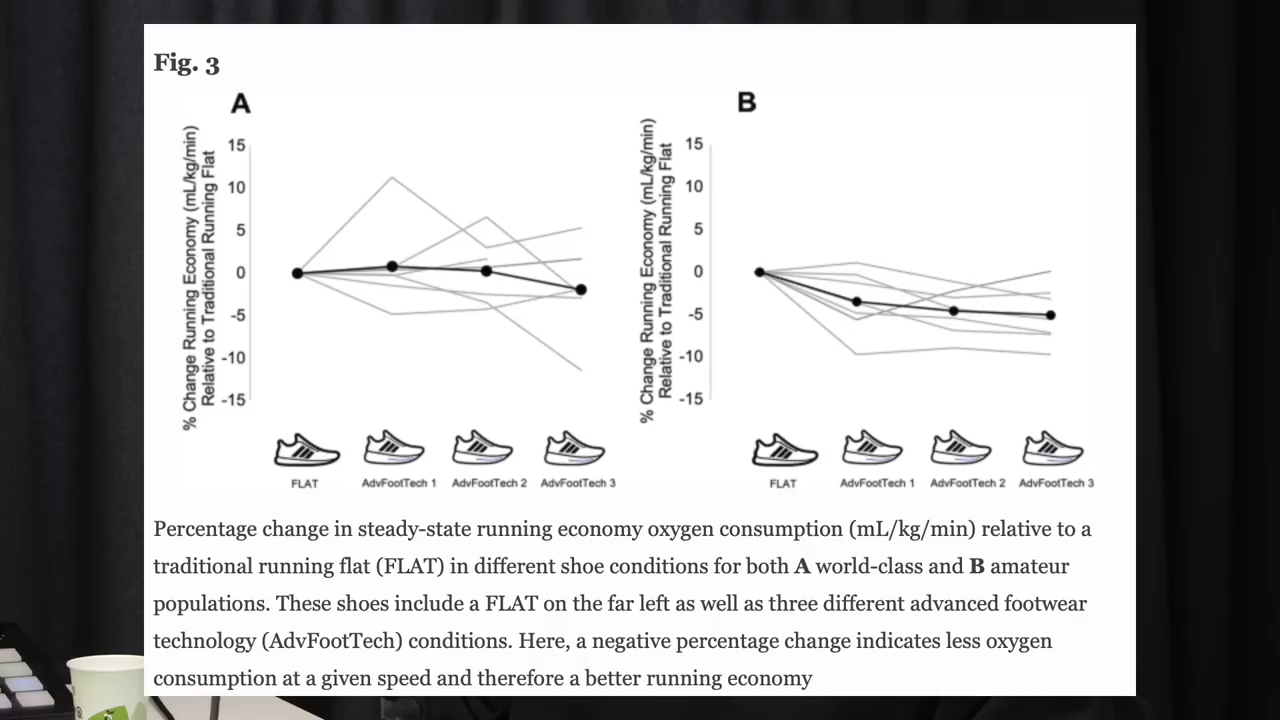 Fig. 3
A
% Change Running Economy (mL/kg/min)
Relative to Traditional Running Flat
15
10
5
0
-5
-10
-15
FLAT
AdvFootTech 1
AdvFootTech 2
AdvFootTech 3
B
% Change Running Economy (mL/kg/min)
Relative to Traditional Running Flat
15
10
5
0
-5
-10
-15
FLAT
AdvFootTech 1
AdvFootTech 2
AdvFootTech 3
Percentage change in steady-state running economy oxygen consumption (mL/kg/min) relative to a
traditional running flat (FLAT) in different shoe conditions for both A world-class and B amateur
populations. These shoes include a FLAT on the far left as well as three different advanced footwear
technology (AdvFootTech) conditions. Here, a negative percentage change indicates less oxygen
consumption at a given speed and therefore a better running economy